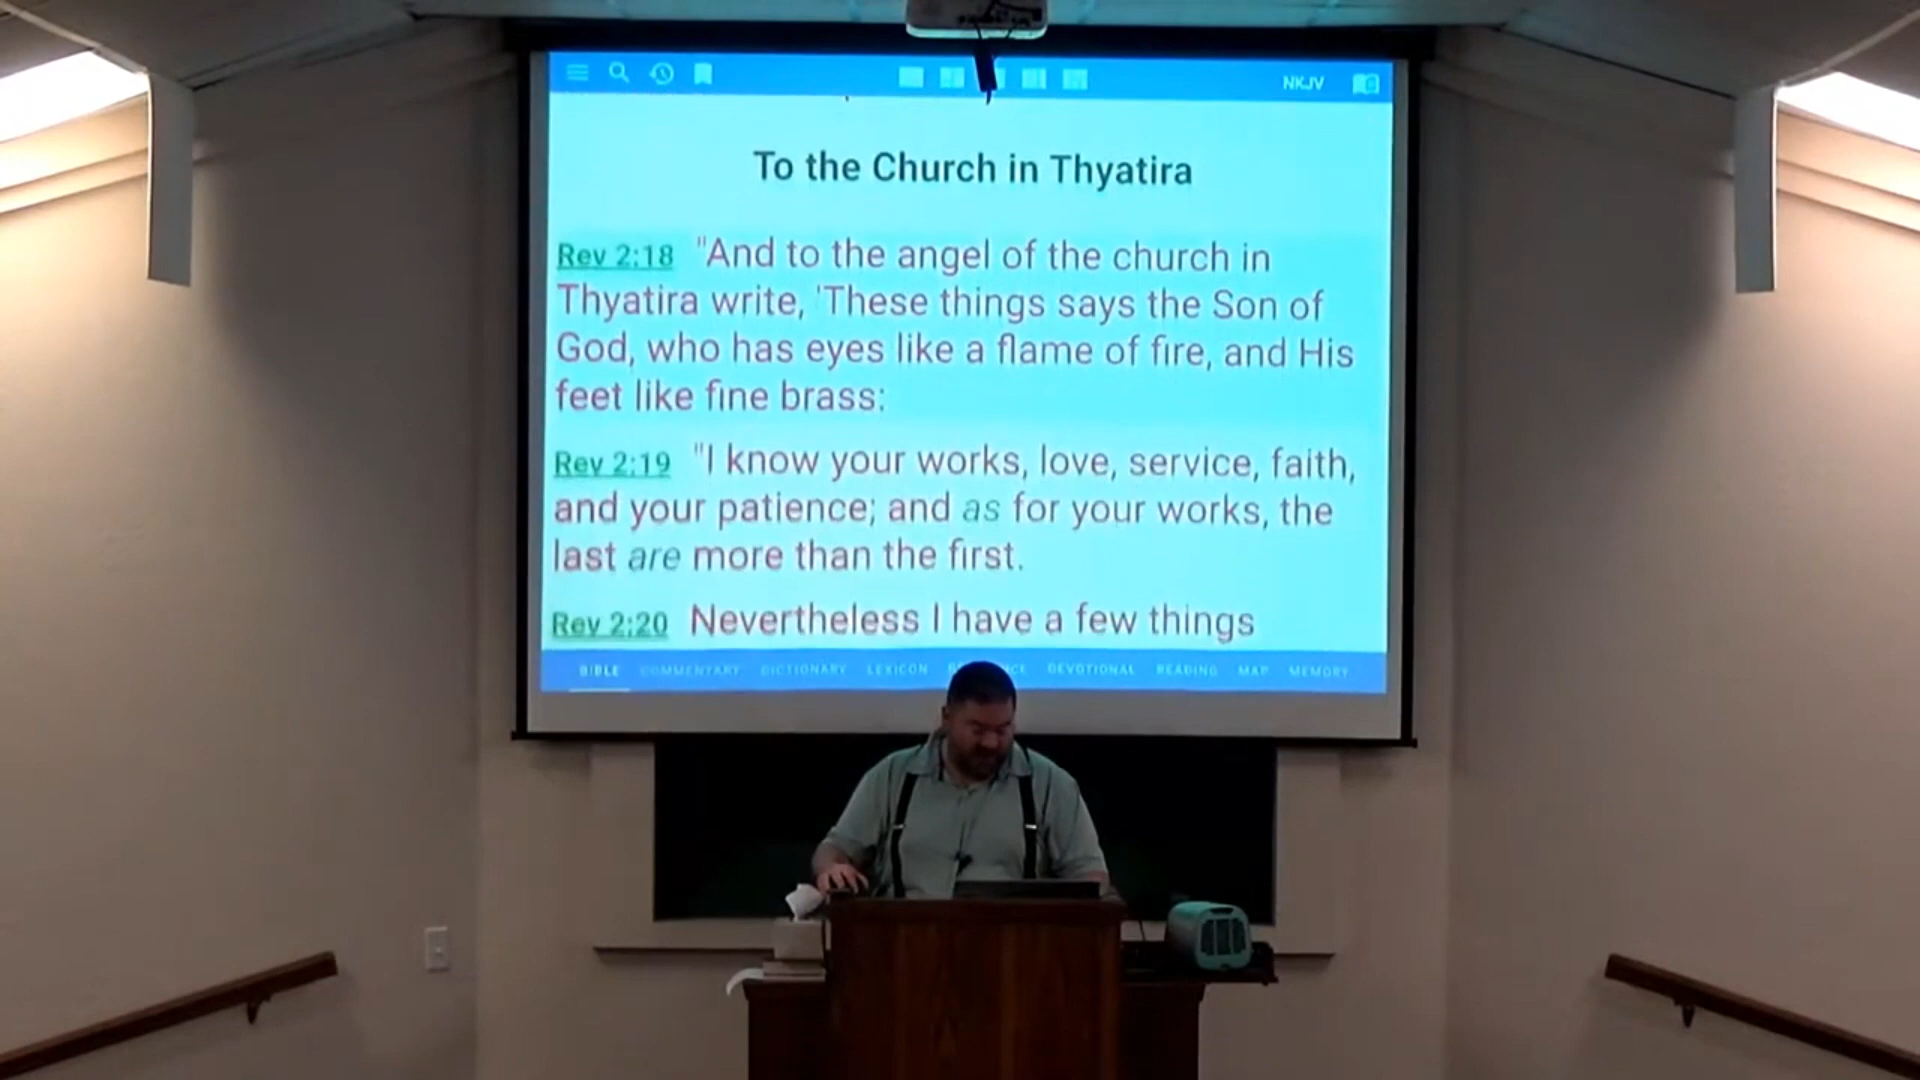 NKJV
To the Church in Thyatira
Rev 2:18 "And to the angel of the church in
Thyatira write, 'These things says the Son of
God, who has eyes like a flame of fire, and His
feet like fine brass:
Rev 2:19 "I know your works, love, service, faith,
and your patience; and as for your works, the
last are more than the first.
Rev 2:20 Nevertheless I have a few things
BIBLE COMMENTARY DICTIONARY LEXICON DEVOTIONAL READING MAP MEMORY